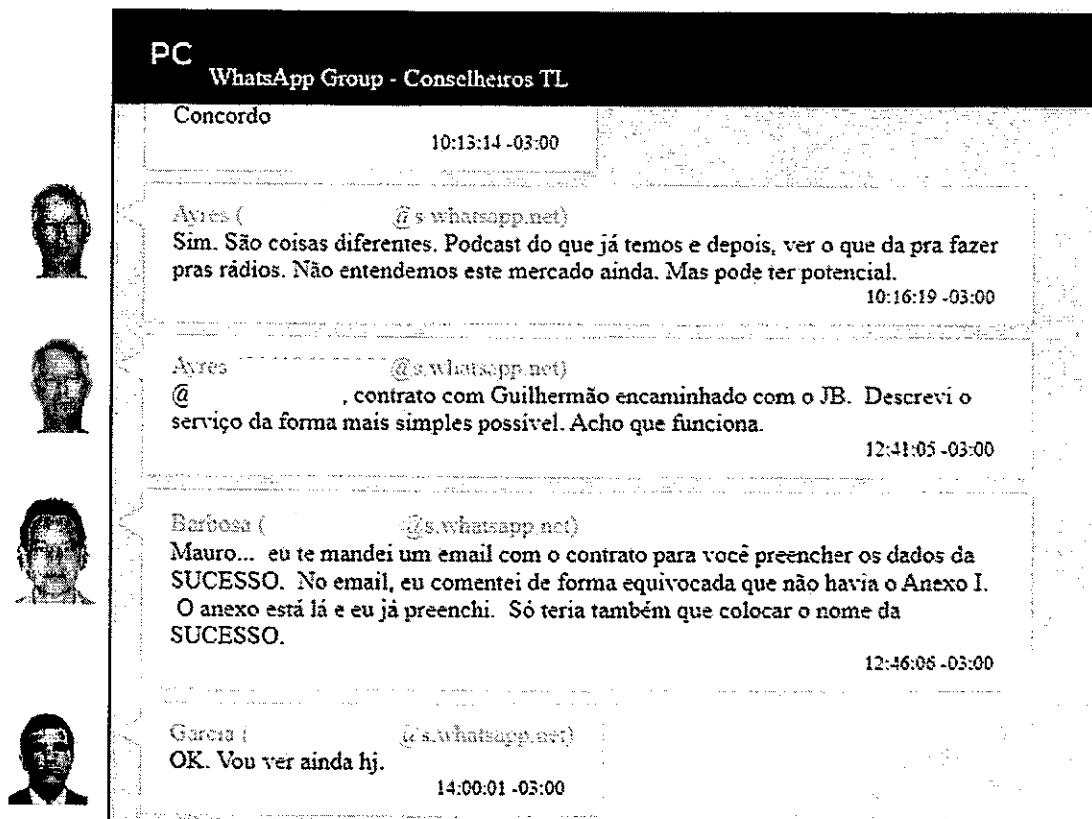 PC
WhatsApp Group - Conselheiros TL
Concordo
10:13:14 -03:00
Ayres ( @s.whatsapp.net)
Sim. São coisas diferentes. Podcast do que já temos e depois, ver o que da pra fazer
pras rádios. Não entendemos este mercado ainda. Mas pode ter potencial.
10:16:19 -03:00
Ayres @s.whatsapp.net)
@ , contrato com Guilhermão encaminhado com o JB. Descrevi o
serviço da forma mais simples possível. Acho que funciona.
12:41:05 -03:00
Barbosa ( @s.whatsapp.net)
Mauro... eu te mandei um email com o contrato para você preencher os dados da
SUCESSO. No email, eu comentei de forma equivocada que não havia o Anexo I.
O anexo está lá e eu já preenchi. Só teria também que colocar o nome da
SUCESSO.
12:46:06 -03:00
Garcia ( @s.whatsapp.net)
OK. Vou ver ainda hj.
14:00:01 -03:00